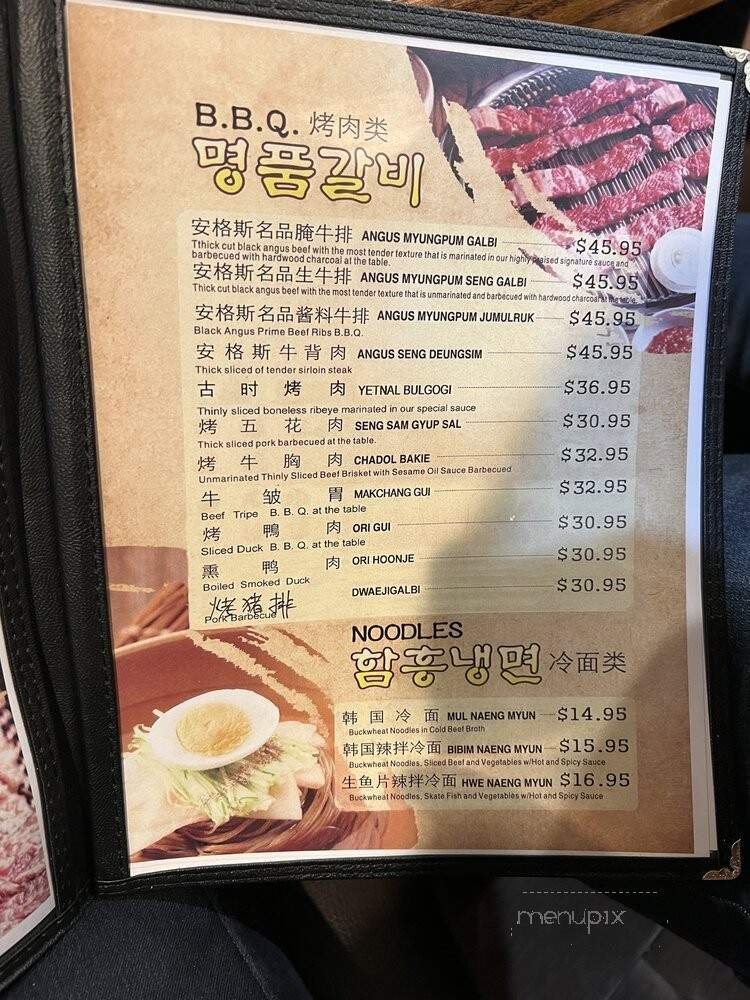 B.B.Q. 烤肉类
명품갈비
安格斯名品腌牛排 ANGUS MYUNGPUM GALBI $45.95
Tthick cut black angus beef with the most tender texture that is marinated in our highly praised signature sauce and
barbecued with hardwood charcoal at the table.
安格斯名品生牛排 ANGUS MYUNGPUM SENG GALBI $45.95
Thick cut black angus beef with the most tender texture that is unmarinated and barbecued with hardwood charcoal at the table.
安格斯名品酱料牛排 ANGUS MYUNGPUM JUMULRUK $45.95
Black Angus Prime Beef Ribs B.B.Q.
安格斯牛背肉 ANGUS SENG DEUNGSIM $45.95
Thick sliced of tender sirloin steak
古时烤肉 YETNAL BULGOGI $36.95
Thinly sliced boneless ribeye marinated in our special sauce
烤五花肉 SENG SAM GYUP SAL $30.95
Thick sliced pork barbecued at the table.
烤牛胸肉 CHADOL BAKIE $32.95
Unmarinated Thinly Sliced Beef Brisket with Sesame Oil Sauce Barbecued
牛皱胃 MAKCHANG GUI $32.95
Beef Tripe B.B.Q. at the table
烤鴨肉 ORI GUI $30.95
Sliced Duck B.B.Q. at the table
熏鸭肉 ORI HOONJE $30.95
Boiled Smoked Duck
烤猪排 DWAEJIGALBI $30.95
Pork Barbecue
NOODLES
함흥냉면 冷面类
韩国冷面 MUL NAENG MYUN $14.95
Buckwheat Noodles in Cold Beef Broth
韩国辣拌冷面 BIBIM NAENG MYUN $15.95
Buckwheat Noodles, Sliced Beef and Vegetables w/Hot and Spicy Sauce
生鱼片辣拌冷面 HWE NAENG MYUN $16.95
Buckwheat Noodles, Skate Fish and Vegetables w/Hot and Spicy Sauce
menupix